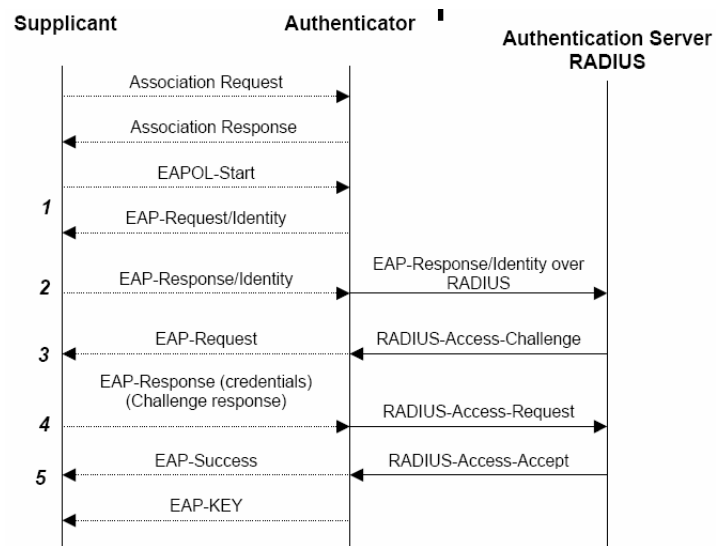 Supplicant
Authenticator
Authentication Server
RADIUS
Association Request
Association Response
EAPOL-Start
1
EAP-Request/Identity
2
EAP-Response/Identity
EAP-Response/Identity over
RADIUS
3
EAP-Request
RADIUS-Access-Challenge
EAP-Response (credentials)
(Challenge response)
4
RADIUS-Access-Request
5
EAP-Success
RADIUS-Access-Accept
EAP-KEY